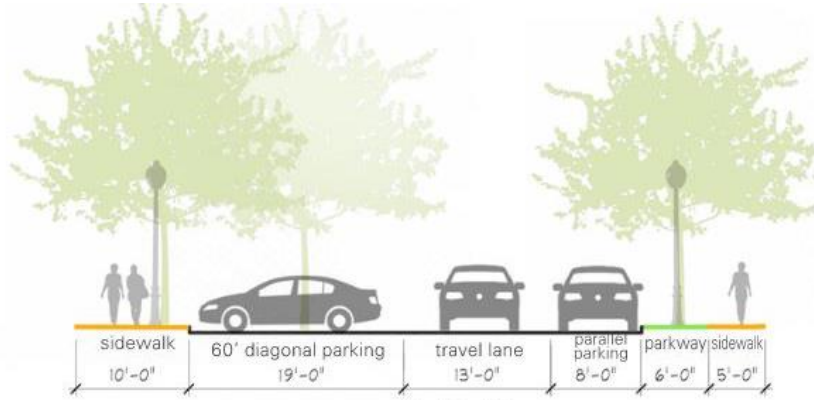 sidewalk 60' diagonal parking travel lane parallel parking parkway sidewalk
10'-0" 19'-0" 13'-0" 8'-0" 6'-0" 5'-0"